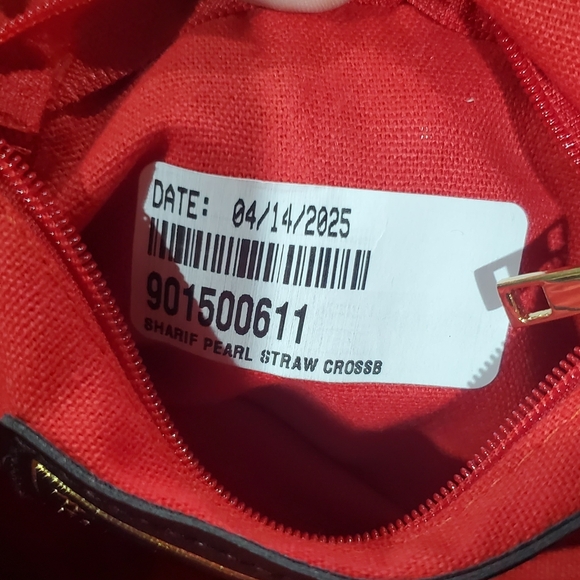 DATE: 04/14/2025
901500611
SHARIF PEARL STRAW CROSSB